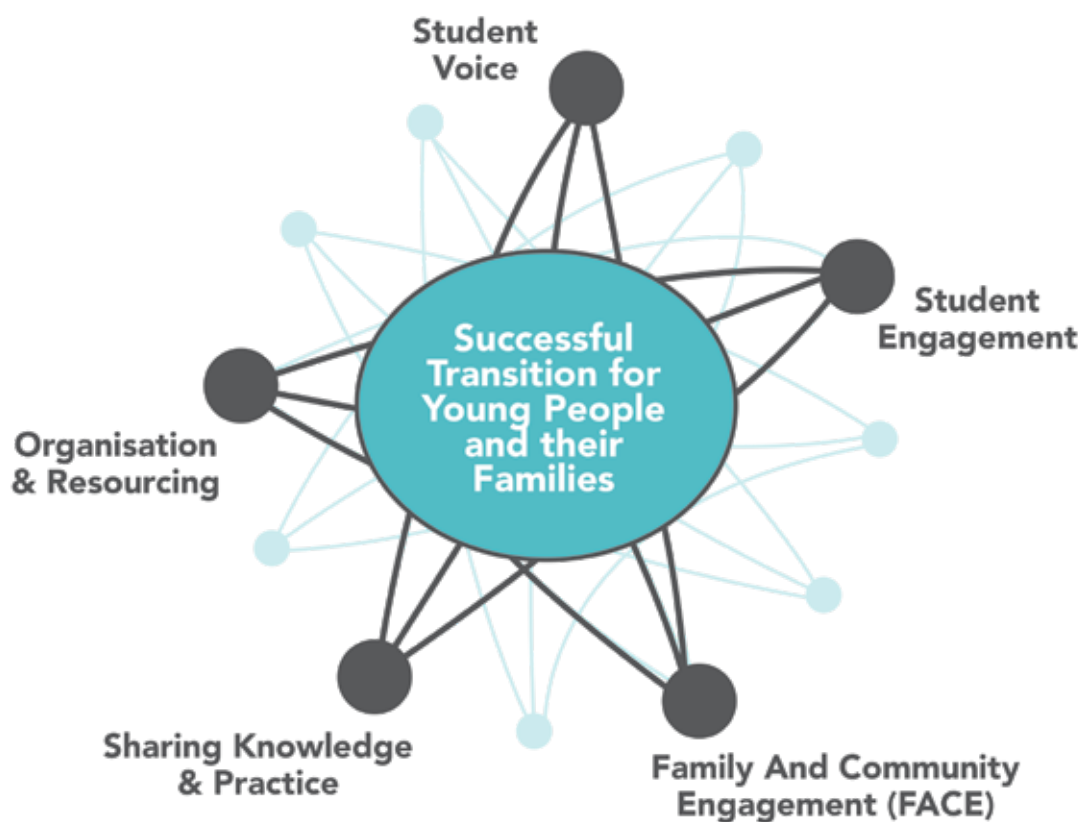 Student
Voice
Student
Engagement
Successful
Transition for
Young People
and their
Families
Organisation
& Resourcing
Sharing Knowledge
& Practice
Family And Community
Engagement (FACE)